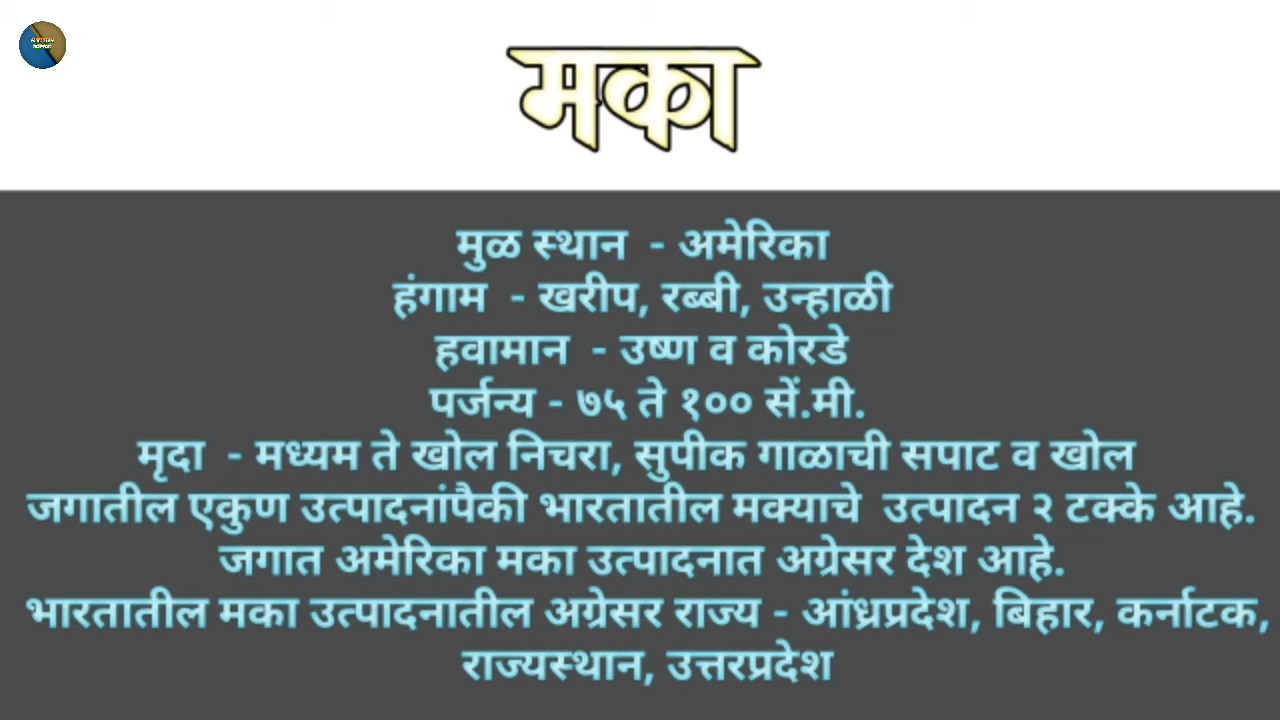 मका
मुळ स्थान - अमेरिका
हंगाम - खरीप, रब्बी, उन्हाळी
हवामान - उष्ण व कोरडे
पर्जन्य - ७५ ते १०० सें.मी.
मृदा - मध्यम ते खोल निचरा, सुपीक गाळाची सपाट व खोल
जगातील एकुण उत्पादनांपैकी भारतातील मक्याचे उत्पादन २ टक्के आहे.
जगात अमेरिका मका उत्पादनात अग्रेसर देश आहे.
भारतातील मका उत्पादनातील अग्रेसर राज्य - आंध्रप्रदेश, बिहार, कर्नाटक,
राज्यस्थान, उत्तरप्रदेश